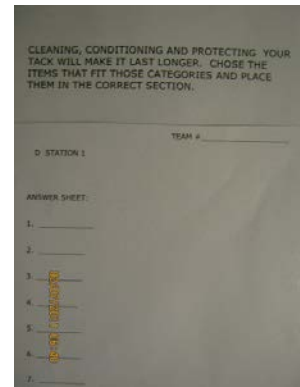 CLEANING, CONDITIONING AND PROTECTING YOUR
TACK WILL MAKE IT LAST LONGER. CHOSE THE
ITEMS THAT FIT THOSE CATEGORIES AND PLACE
THEM IN THE CORRECT SECTION.
TEAM #
D STATION 1
ANSWER SHEET:
1.
2.
3.
4.
5.
6.
7.